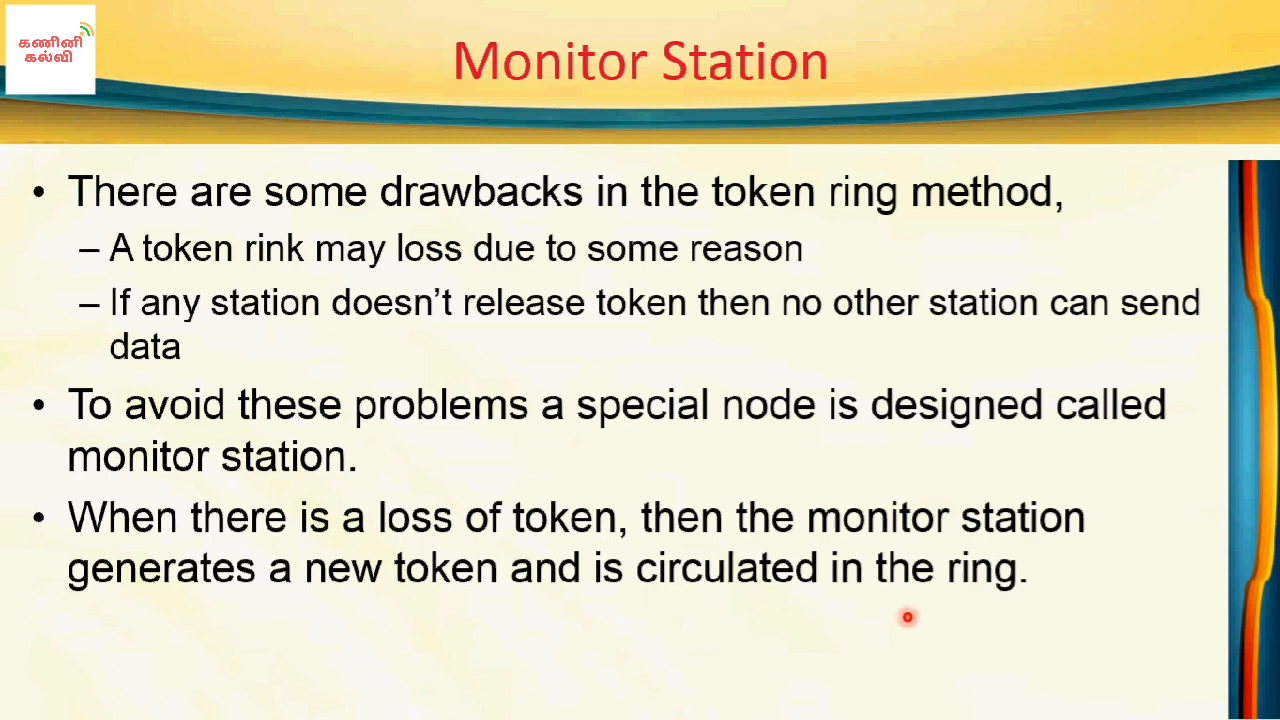 கணினி
கல்வி
Monitor Station
• There are some drawbacks in the token ring method,
– A token rink may loss due to some reason
– If any station doesn’t release token then no other station can send
data
• To avoid these problems a special node is designed called
monitor station.
• When there is a loss of token, then the monitor station
generates a new token and is circulated in the ring.